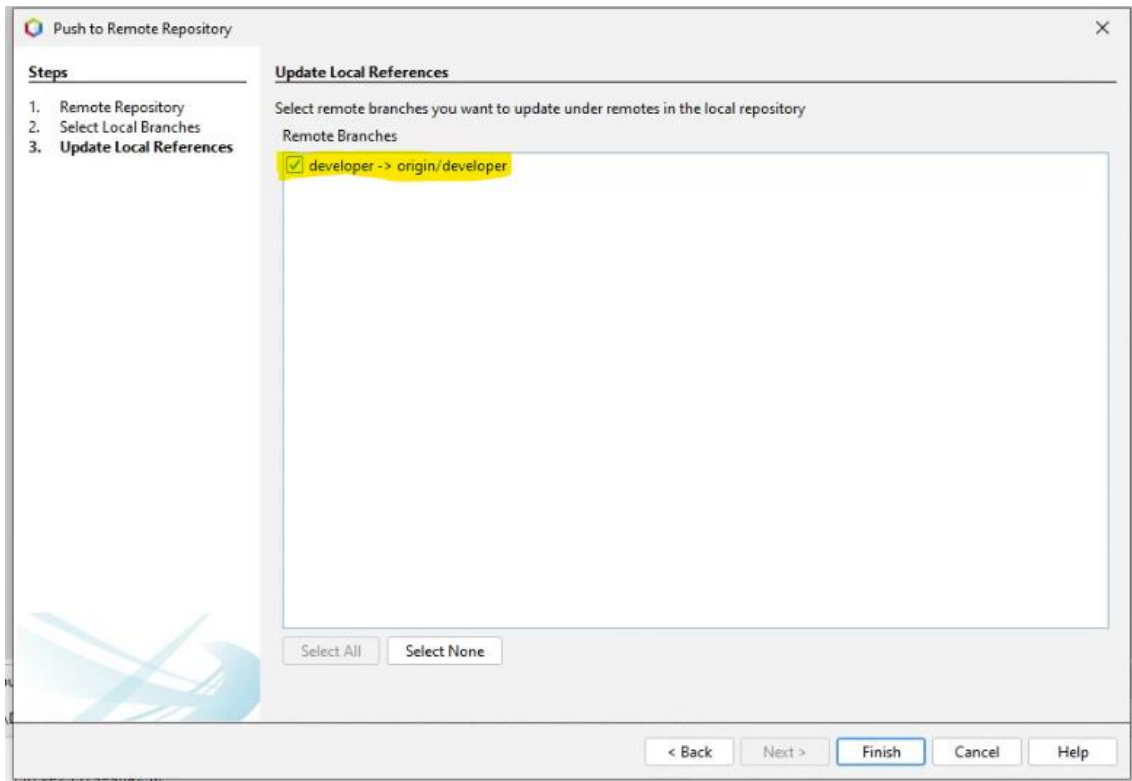 Push to Remote Repository
Steps
1. Remote Repository
2. Select Local Branches
3. Update Local References
Update Local References
Select remote branches you want to update under remotes in the local repository
Remote Branches
developer -> origin/developer
Select All
Select None
< Back
Next >
Finish
Cancel
Help